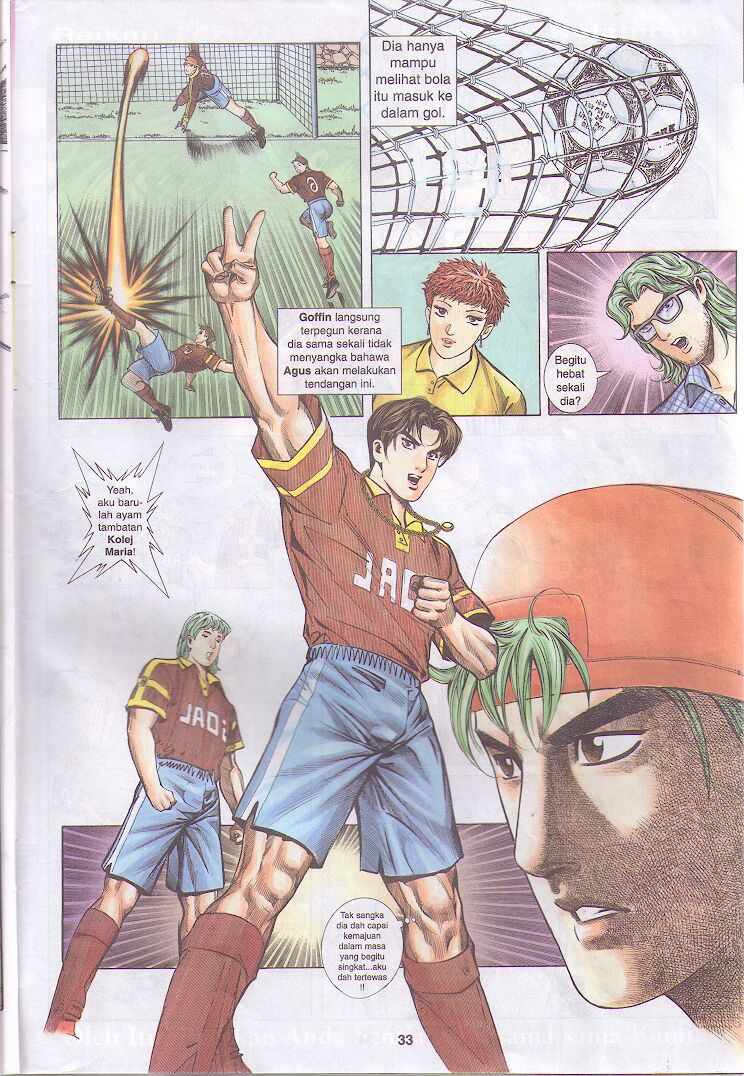 Dia hanya
mampu
melihat bola
itu masuk ke
dalam gol.
6
Goffin langsung
terpegun kerana
dia sama sekali tidak
menyangka bahawa
Agus akan melakukan
tendangan ini.
Begitu
hebat
sekali
dia?
Yeah,
aku baru-
lah ayam
tambatan
Kolej
Maria!
Tak sangka
dia dah capai
kemajuan
dalam masa
yang begitu
singkat...aku
dah tertewas
!!
33